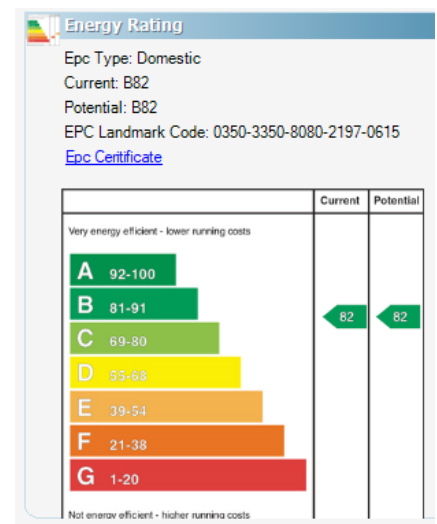 Energy Rating
Epc Type: Domestic
Current: B82
Potential: B82
EPC Landmark Code: 0350-3350-8080-2197-0615
Epc Ceritificate
Current Potential
Very energy efficient - lower running costs
A 92-100
B 81-91
82 82
C 69-80
D 55-68
E 39-54
F 21-38
G 1-20
Not energy efficient - higher running costs